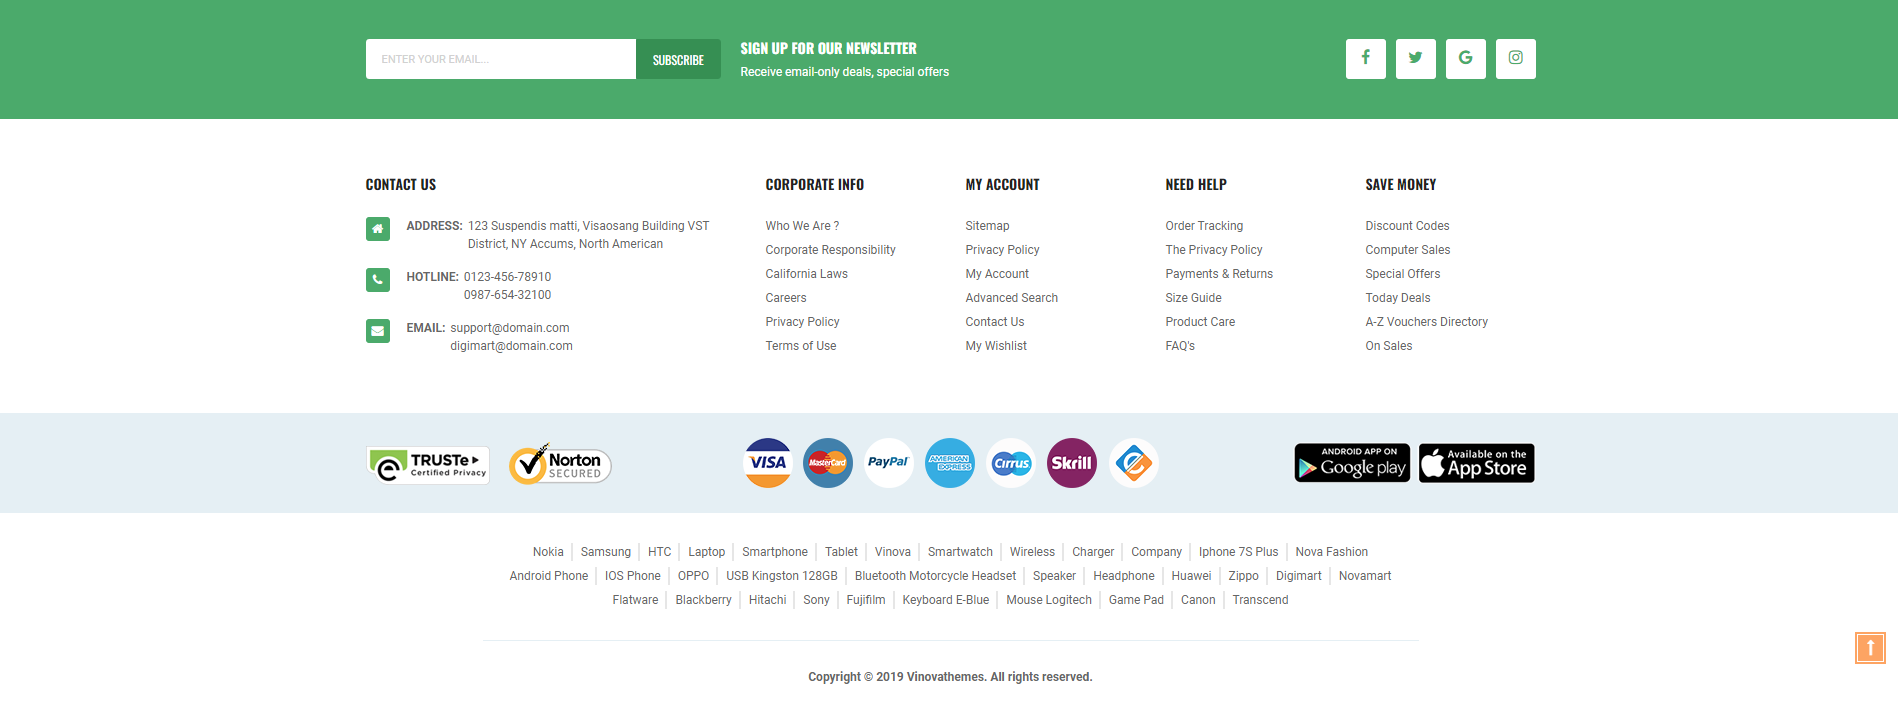 ENTER YOUR EMAIL...
SUBSCRIBE
SIGN UP FOR OUR NEWSLETTER
Receive email-only deals, special offers
CONTACT US
ADDRESS: 123 Suspendis matti, Visaosang Building VST
District, NY Accums, North American
HOTLINE: 0123-456-78910
0987-654-32100
EMAIL: support@domain.com
digimart@domain.com
CORPORATE INFO
Who We Are ?
Corporate Responsibility
California Laws
Careers
Privacy Policy
Terms of Use
MY ACCOUNT
Sitemap
Privacy Policy
My Account
Advanced Search
Contact Us
My Wishlist
NEED HELP
Order Tracking
The Privacy Policy
Payments & Returns
Size Guide
Product Care
FAQ's
SAVE MONEY
Discount Codes
Computer Sales
Special Offers
Today Deals
A-Z Vouchers Directory
On Sales
TRUSTe
Certified Privacy
Norton
SECURED
VISA
MasterCard
PayPal
AMERICAN
EXPRESS
Cirrus
Skrill
ANDROID APP ON
Google play
Available on the
App Store
Nokia Samsung HTC Laptop Smartphone Tablet Vinova Smartwatch Wireless Charger Company Iphone 7S Plus Nova Fashion
Android Phone IOS Phone OPPO USB Kingston 128GB Bluetooth Motorcycle Headset Speaker Headphone Huawei Zippo Digimart Novamart
Flatware Blackberry Hitachi Sony Fujifilm Keyboard E-Blue Mouse Logitech Game Pad Canon Transcend
Copyright © 2019 Vinovathemes. All rights reserved.